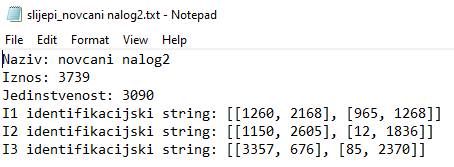 slijepi_novcani nalog2.txt - Notepad
File Edit Format View Help
Naziv: novcani nalog2
Iznos: 3739
Jedinstvenost: 3090
I1 identifikacijski string: [[1260, 2168], [965, 1268]]
I2 identifikacijski string: [[1150, 2605], [12, 1836]]
I3 identifikacijski string: [[3357, 676], [85, 2370]]